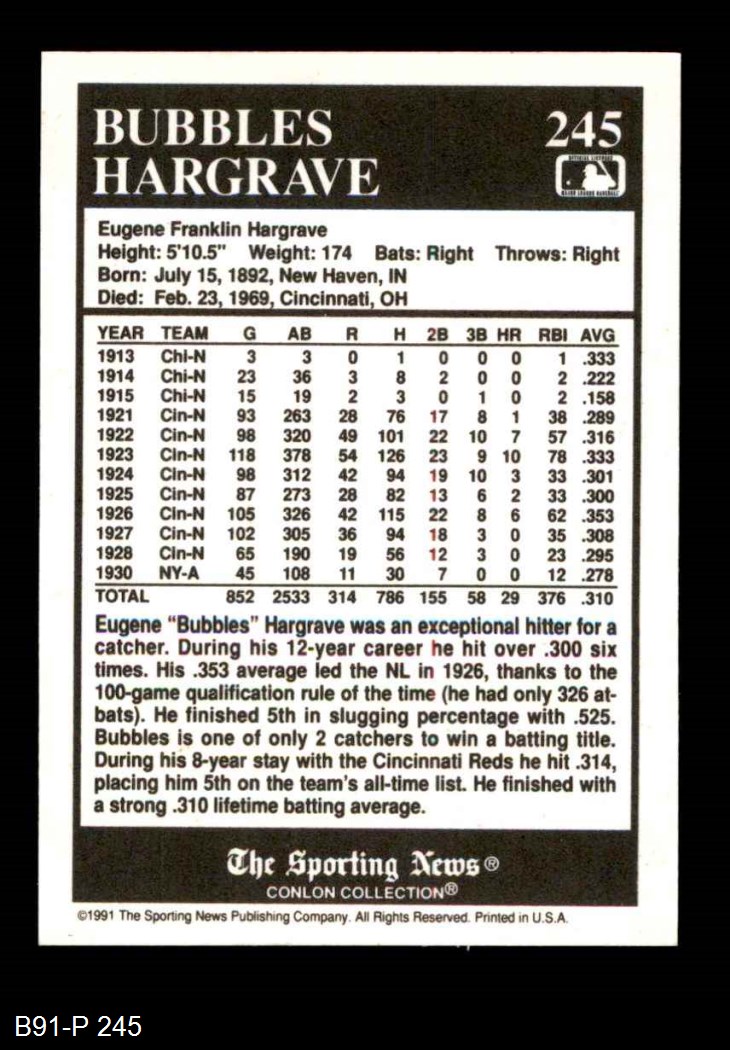 BUBBLES
HARGRAVE
245
Eugene Franklin Hargrave
Height: 5'10.5" Weight: 174 Bats: Right Throws: Right
Born: July 15, 1892, New Haven, IN
Died: Feb. 23, 1969, Cincinnati, OH
YEAR TEAM G AB R H 2B 3B HR RBI AVG
1913 Chi-N 3 3 0 1 0 0 0 1 .333
1914 Chi-N 23 36 3 8 2 0 0 2 .222
1915 Chi-N 15 19 2 3 0 1 0 2 .158
1921 Cin-N 93 263 28 76 17 8 1 38 .289
1922 Cin-N 98 320 49 101 22 10 7 57 .316
1923 Cin-N 118 378 54 126 23 9 10 78 .333
1924 Cin-N 98 312 42 94 19 10 3 33 .301
1925 Cin-N 87 273 28 82 13 6 2 33 .300
1926 Cin-N 105 326 42 115 22 8 6 62 .353
1927 Cin-N 102 305 36 94 18 3 0 35 .308
1928 Cin-N 65 190 19 56 12 3 0 23 .295
1930 NY-A 45 108 11 30 7 0 0 12 .278
TOTAL 852 2533 314 786 155 58 29 376 .310
Eugene "Bubbles" Hargrave was an exceptional hitter for a
catcher. During his 12-year career he hit over .300 six
times. His .353 average led the NL in 1926, thanks to the
100-game qualification rule of the time (he had only 326 at-
bats). He finished 5th in slugging percentage with .525.
Bubbles is one of only 2 catchers to win a batting title.
During his 8-year stay with the Cincinnati Reds he hit .314,
placing him 5th on the team's all-time list. He finished with
a strong .310 lifetime batting average.
The Sporting News®
CONLON COLLECTION®
©1991 The Sporting News Publishing Company. All Rights Reserved. Printed in U.S.A.
B91-P 245